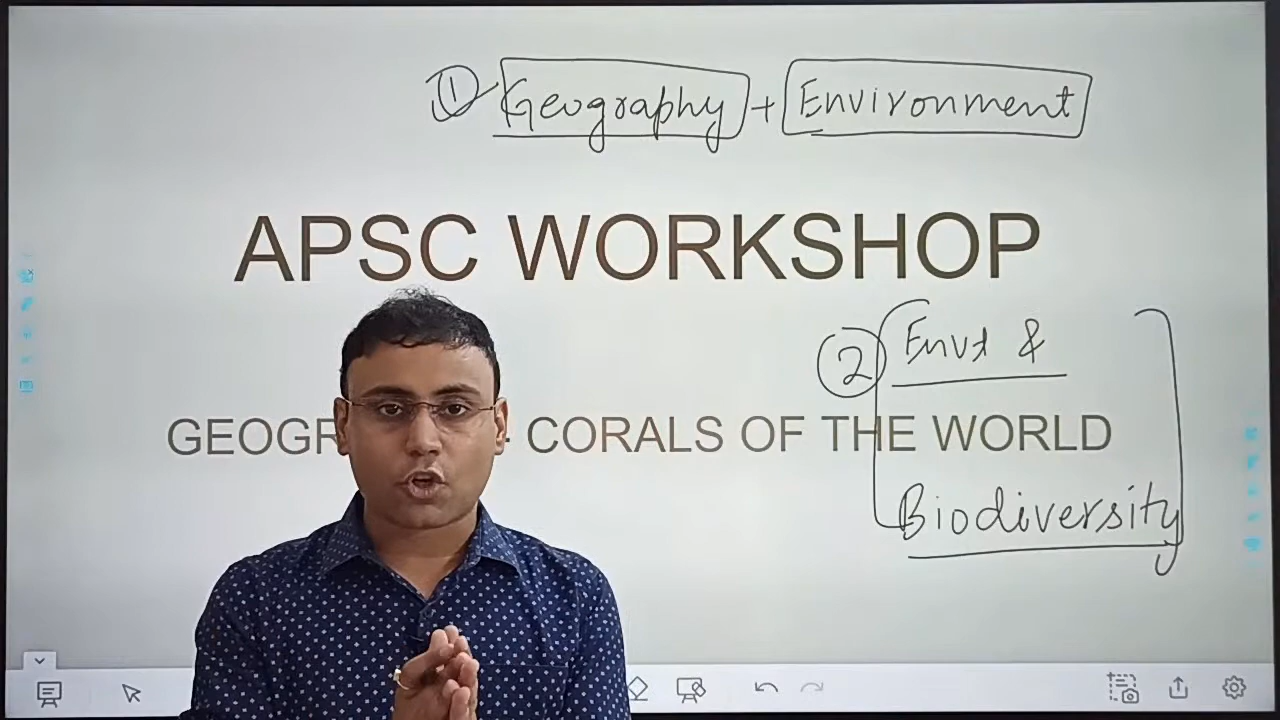 ① Geography + Environment
APSC WORKSHOP
② Envt &
GEOGR - CORALS OF THE WORLD
Biodiversity